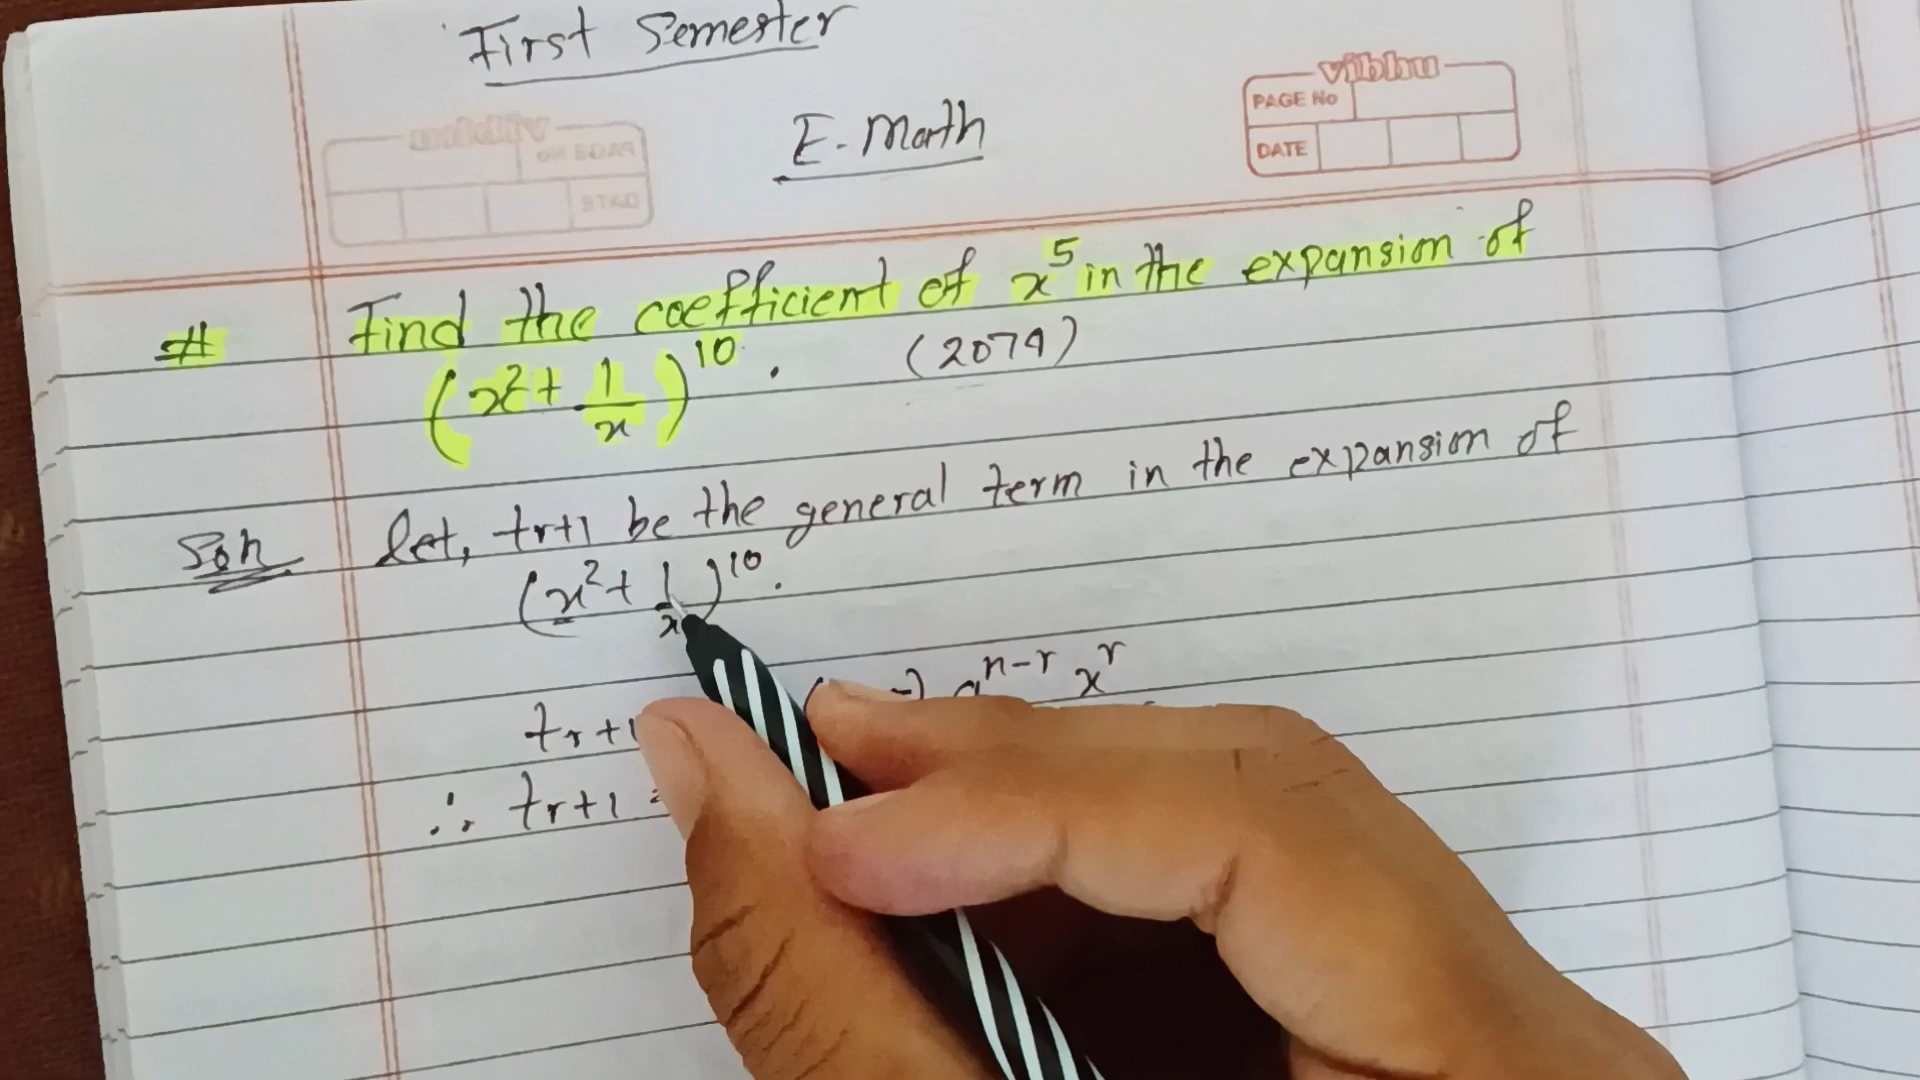 First Semester
E-Math
vibhu
PAGE No
DATE
# Find the coefficient of x⁵ in the expansion of
(x² + 1/x)¹⁰. (2079)
Soln let, tr+1 be the general term in the expansion of
(x² + 1/x)¹⁰.
tr+1 a^n-r x^r
∴ tr+1 =